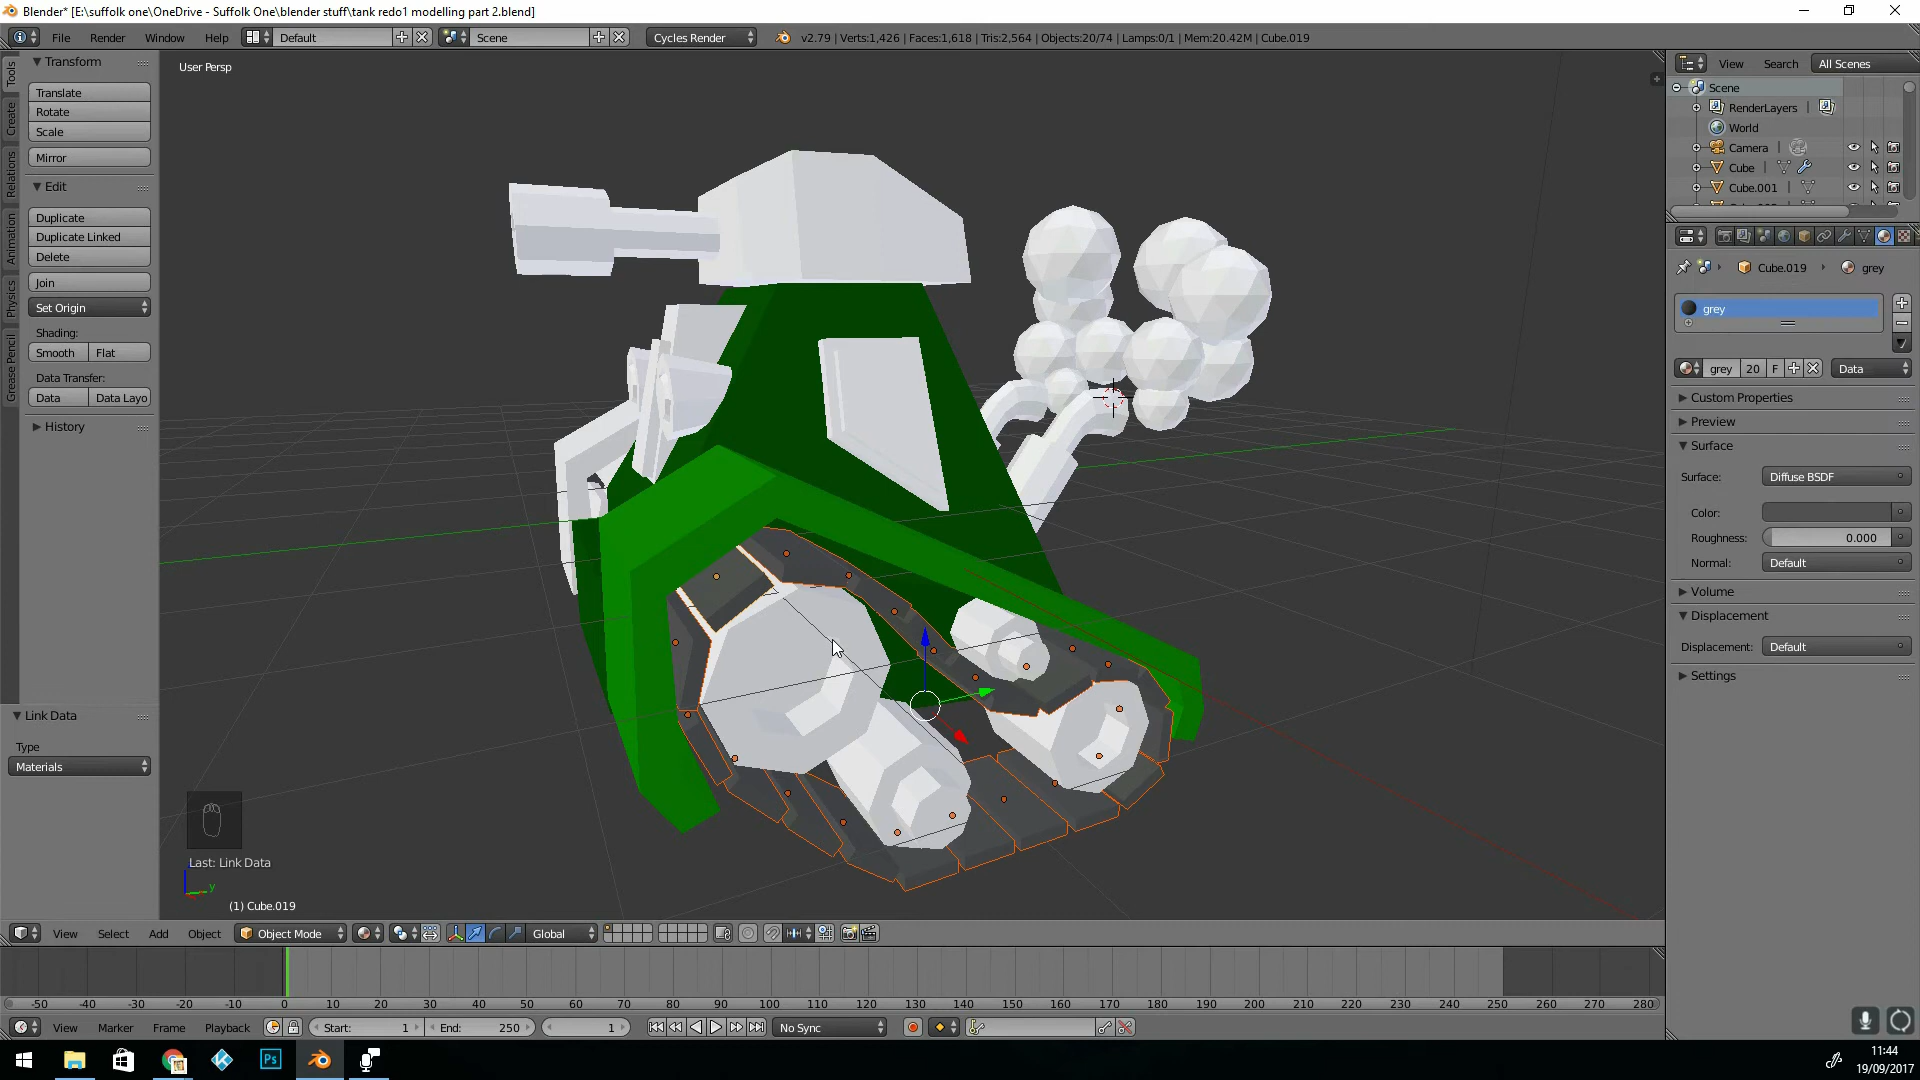 Blender* [E:\suffolk one\OneDrive - Suffolk One\blender stuff\tank redo1 modelling part 2.blend]
File Render Window Help Default Scene Cycles Render v2.79 | Verts:1,426 | Faces:1,618 | Tris:2,564 | Objects:20/74 | Lamps:0/1 | Mem:20.42M | Cube.019
Tools
Create
Relations
Animation
Physics
Grease Pencil
Transform
Translate
Rotate
Scale
Mirror
Edit
Duplicate
Duplicate Linked
Delete
Join
Set Origin
Shading:
Smooth Flat
Data Transfer:
Data Data Layo
History
Link Data
Type
Materials
User Persp
Last: Link Data
y
(1) Cube.019
View Search All Scenes
Scene
RenderLayers
World
Camera
Cube
Cube.001
Cube.019 grey
grey
grey 20 F Data
Custom Properties
Preview
Surface
Surface: Diffuse BSDF
Color:
Roughness: 0.000
Normal: Default
Volume
Displacement
Displacement: Default
Settings
View Select Add Object Object Mode Global
-50 -40 -30 -20 -10 0 10 20 30 40 50 60 70 80 90 100 110 120 130 140 150 160 170 180 190 200 210 220 230 240 250 260 270 280
View Marker Frame Playback Start: 1 End: 250 1 No Sync
Ps
11:44
19/09/2017